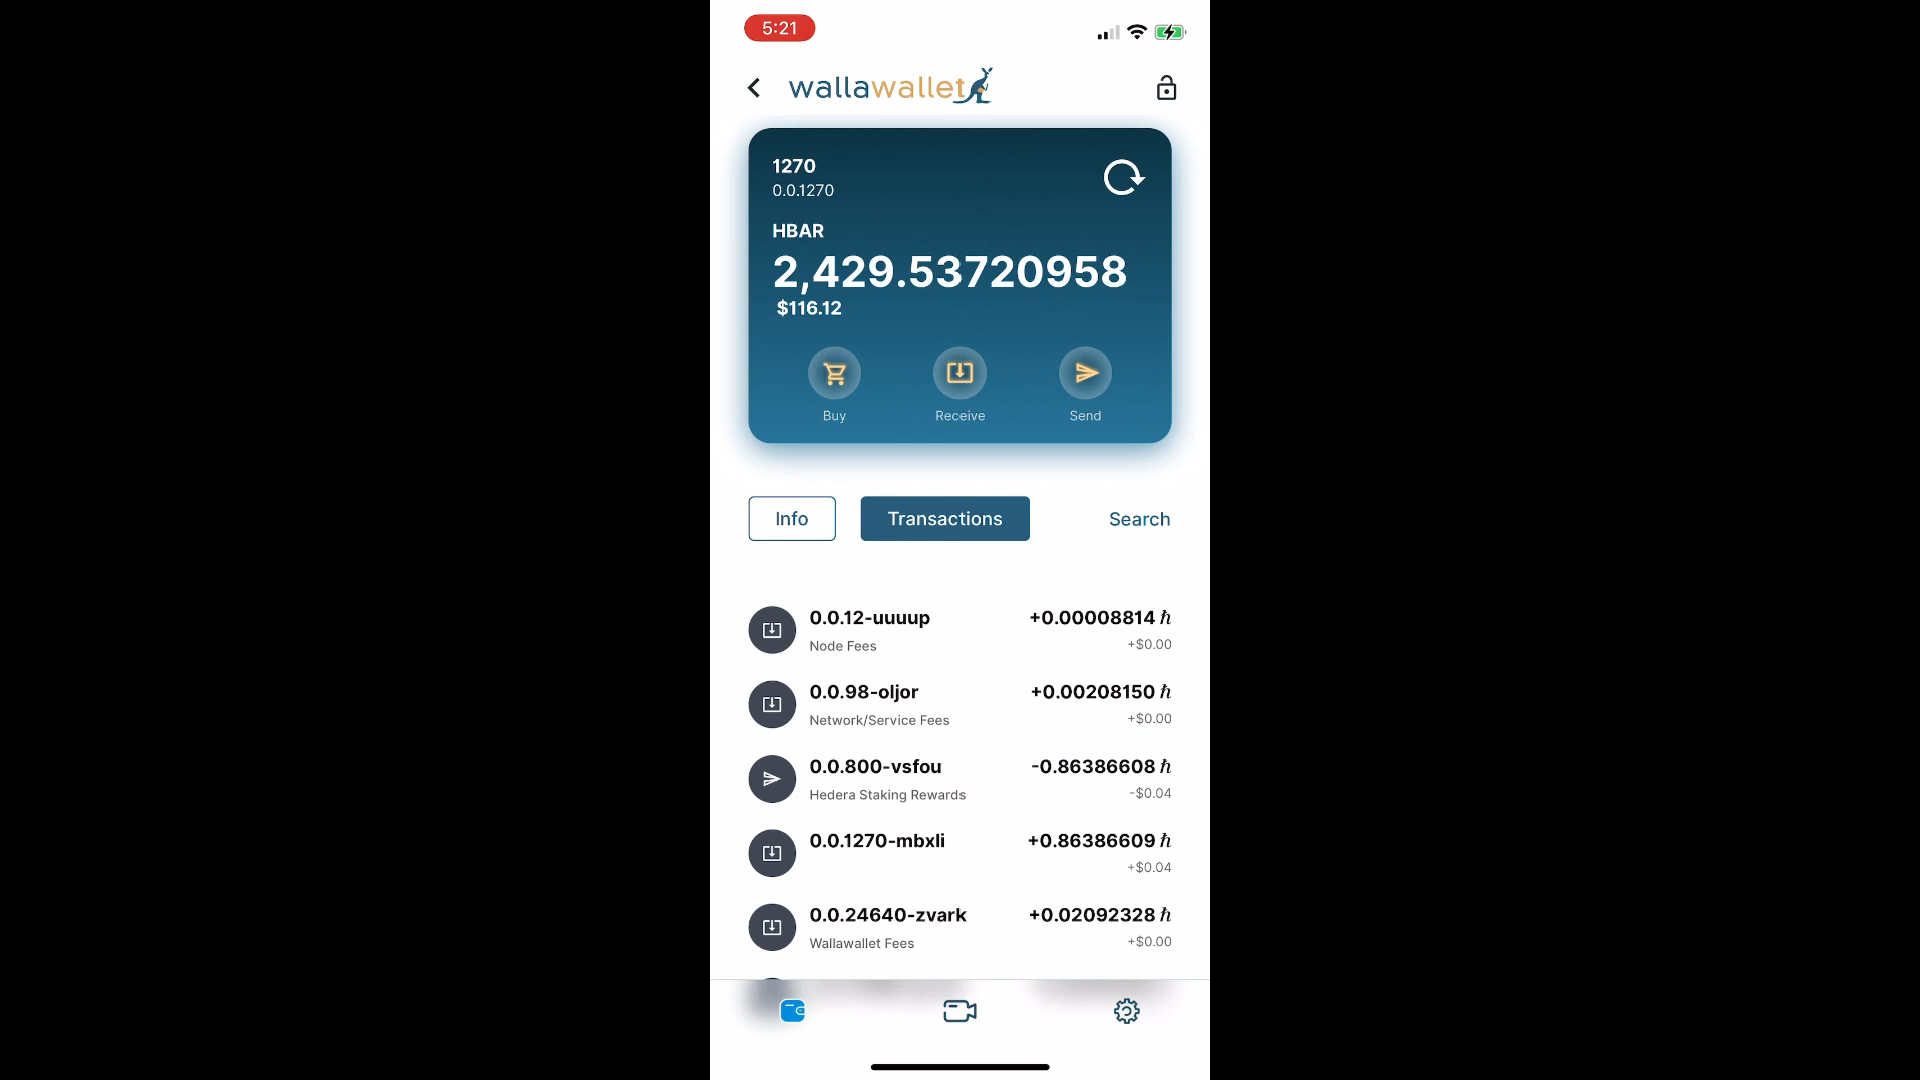 5:21
wallawallet
1270
0.0.1270
HBAR
2,429.53720958
$116.12
Buy Receive Send
Info Transactions Search
0.0.12-uuuup +0.00008814 ℏ
Node Fees +$0.00
0.0.98-oljor +0.00208150 ℏ
Network/Service Fees +$0.00
0.0.800-vsfou -0.86386608 ℏ
Hedera Staking Rewards -$0.04
0.0.1270-mbxli +0.86386609 ℏ
+$0.04
0.0.24640-zvark +0.02092328 ℏ
Wallawallet Fees +$0.00